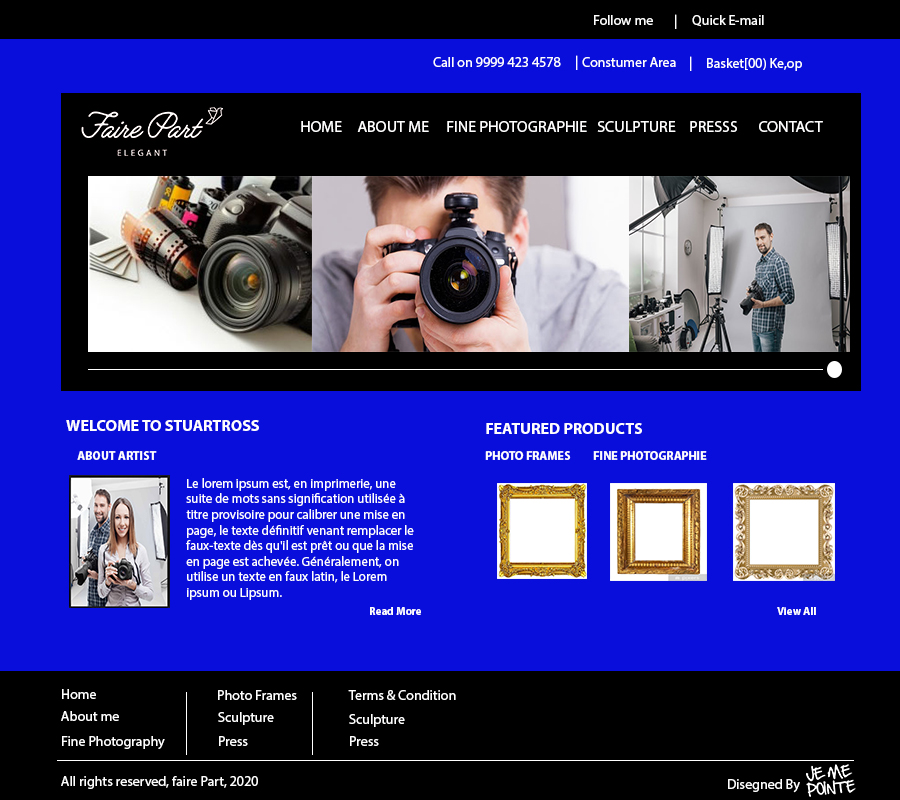 Follow me | Quick E-mail
Call on 9999 423 4578 | Constumer Area | Basket[00) Ke,op
Faire Part
ELEGANT
HOME ABOUT ME FINE PHOTOGRAPHIE SCULPTURE PRESSS CONTACT
WELCOME TO STUARTROSS
ABOUT ARTIST
Le lorem ipsum est, en imprimerie, une
suite de mots sans signification utilisée à
titre provisoire pour calibrer une mise en
page, le texte définitif venant remplacer le
faux-texte dès qu'il est prêt ou que la mise
en page est achevée. Généralement, on
utilise un texte en faux latin, le Lorem
ipsum ou Lipsum.
Read More
FEATURED PRODUCTS
PHOTO FRAMES FINE PHOTOGRAPHIE
View All
Home
About me
Fine Photography
Photo Frames
Sculpture
Press
Terms & Condition
Sculpture
Press
All rights reserved, faire Part, 2020
Disegned By JE ME
POINTE